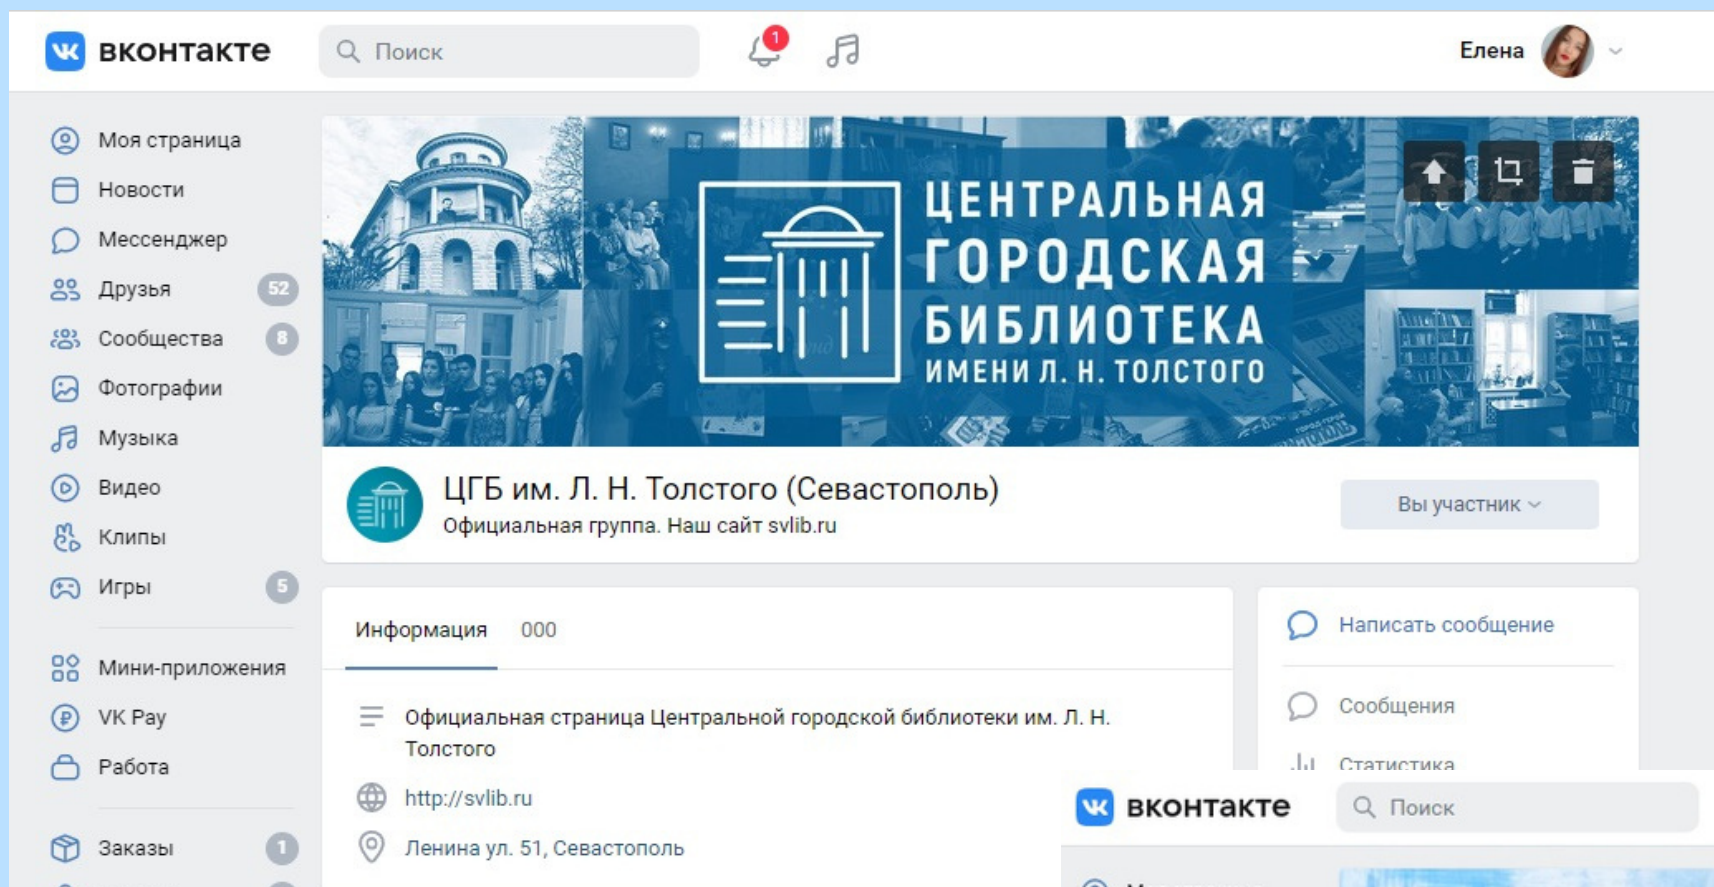 вконтакте
Поиск
1
Елена
Моя страница
Новости
Мессенджер
Друзья 52
Сообщества 8
Фотографии
Музыка
Видео
Клипы
Игры 5
Мини-приложения
VK Pay
Работа
Заказы 1
ЦЕНТРАЛЬНАЯ
ГОРОДСКАЯ
БИБЛИОТЕКА
ИМЕНИ Л. Н. ТОЛСТОГО
ЦГБ им. Л. Н. Толстого (Севастополь)
Официальная группа. Наш сайт svlib.ru
Вы участник
Информация 000
Официальная страница Центральной городской библиотеки им. Л. Н.
Толстого
http://svlib.ru
Ленина ул. 51, Севастополь
Написать сообщение
Сообщения
Статистика
вконтакте
Поиск